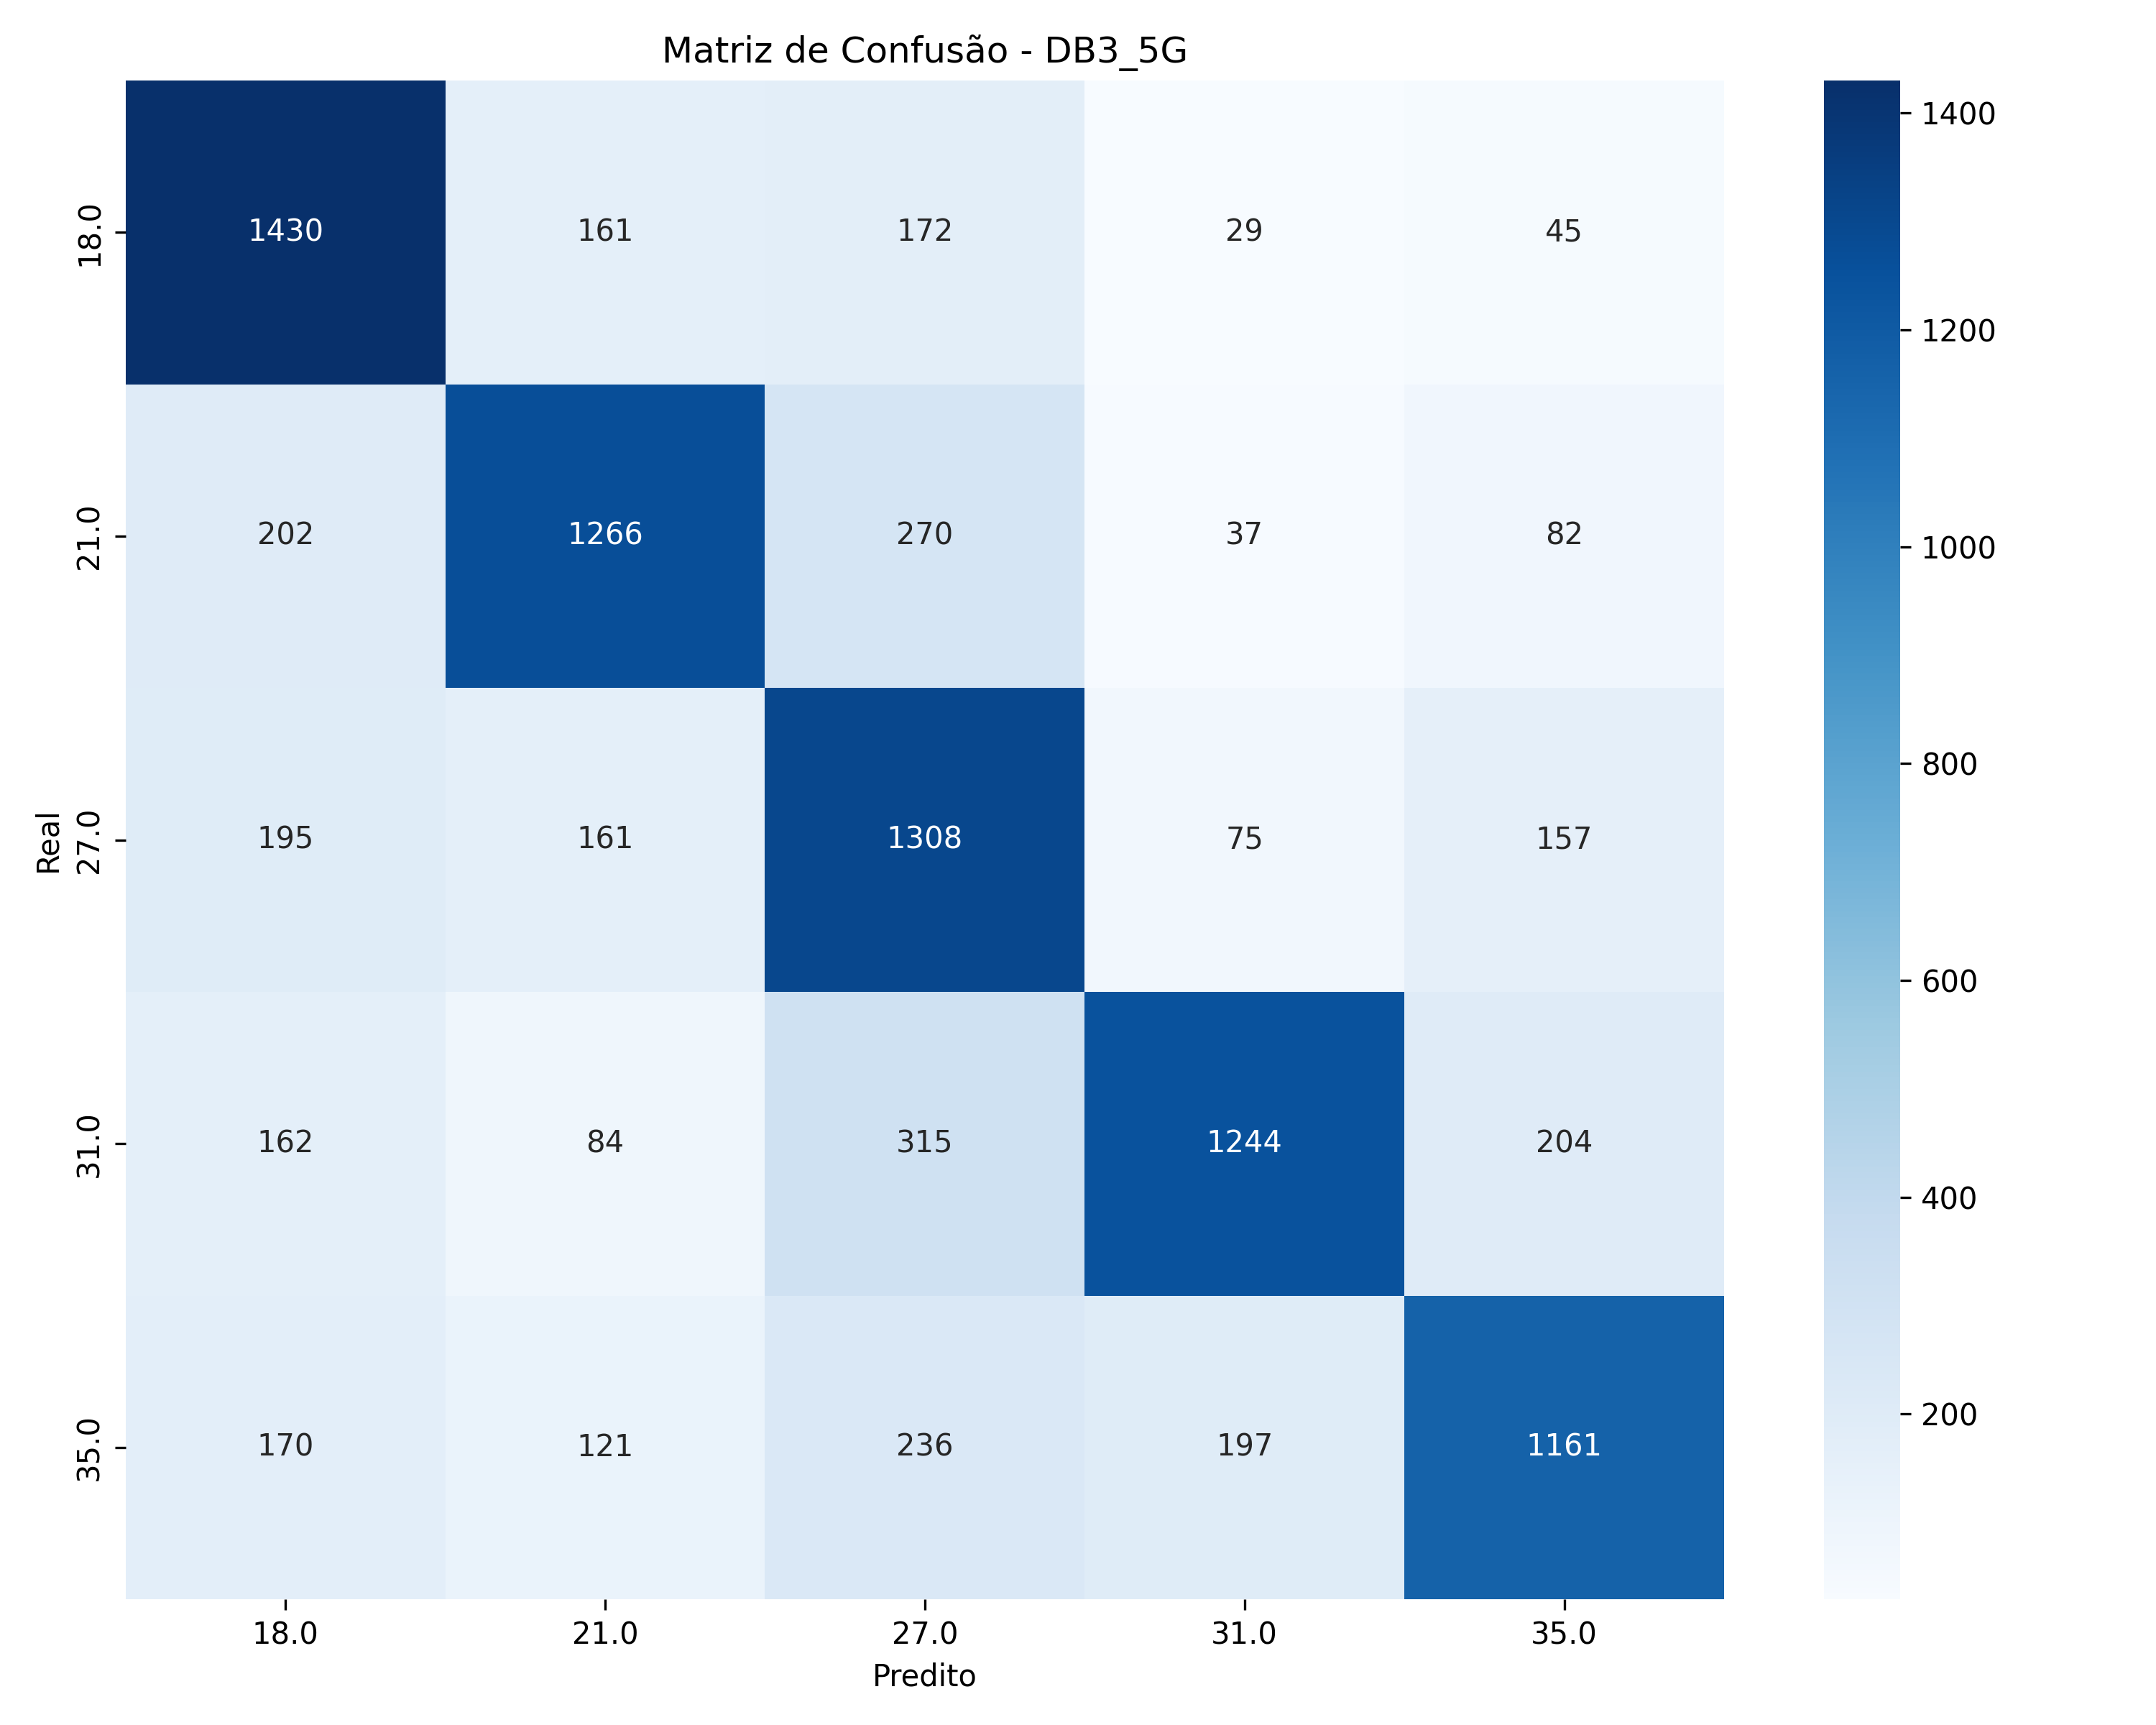 Matriz de Confusão - DB3_5G
Real
18.0 1430 161 172 29 45
21.0 202 1266 270 37 82
27.0 195 161 1308 75 157
31.0 162 84 315 1244 204
35.0 170 121 236 197 1161
18.0 21.0 27.0 31.0 35.0
Predito
1400
1200
1000
800
600
400
200